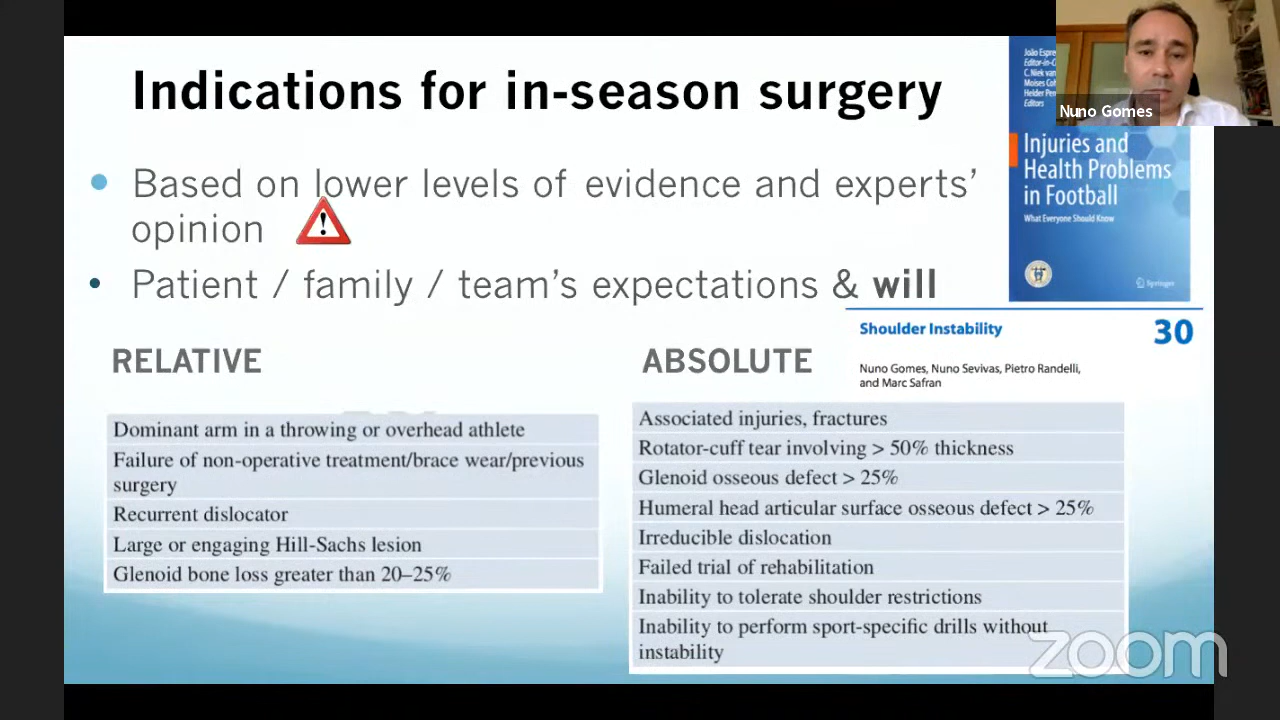 Indications for in-season surgery
Based on lower levels of evidence and experts’
opinion
Patient / family / team’s expectations & will
RELATIVE
Dominant arm in a throwing or overhead athlete
Failure of non-operative treatment/brace wear/previous
surgery
Recurrent dislocator
Large or engaging Hill-Sachs lesion
Glenoid bone loss greater than 20–25%
ABSOLUTE
Associated injuries, fractures
Rotator-cuff tear involving > 50% thickness
Glenoid osseous defect > 25%
Humeral head articular surface osseous defect > 25%
Irreducible dislocation
Failed trial of rehabilitation
Inability to tolerate shoulder restrictions
Inability to perform sport-specific drills without
instability
João
Editors
Injuries and
Health Problems
in Football
What Everyone Should Know
Springer
Shoulder Instability
30
Nuno Gomes, Nuno Sevivas, Pietro Randelli,
and Marc Safran
Nuno Gomes
zoom